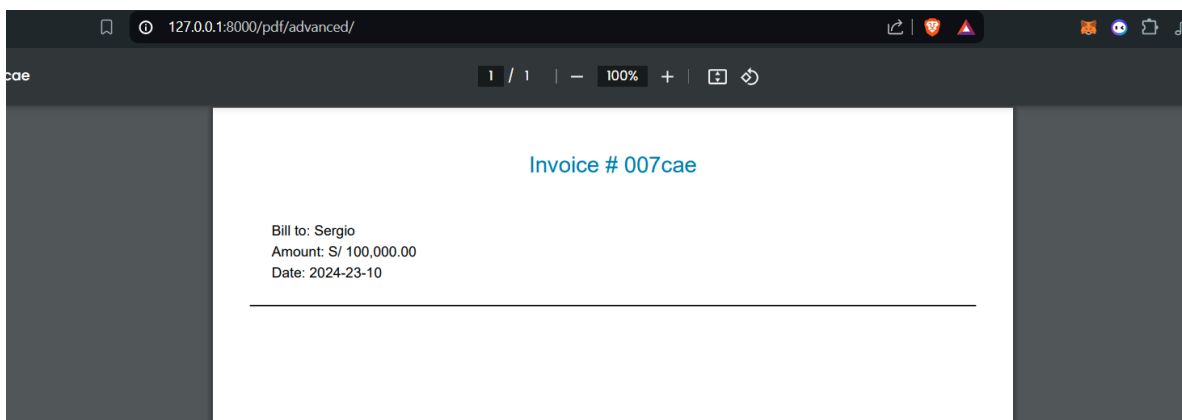 127.0.0.1:8000/pdf/advanced/
cae
1 / 1 | — 100% + |
Invoice # 007cae
Bill to: Sergio
Amount: S/ 100,000.00
Date: 2024-23-10